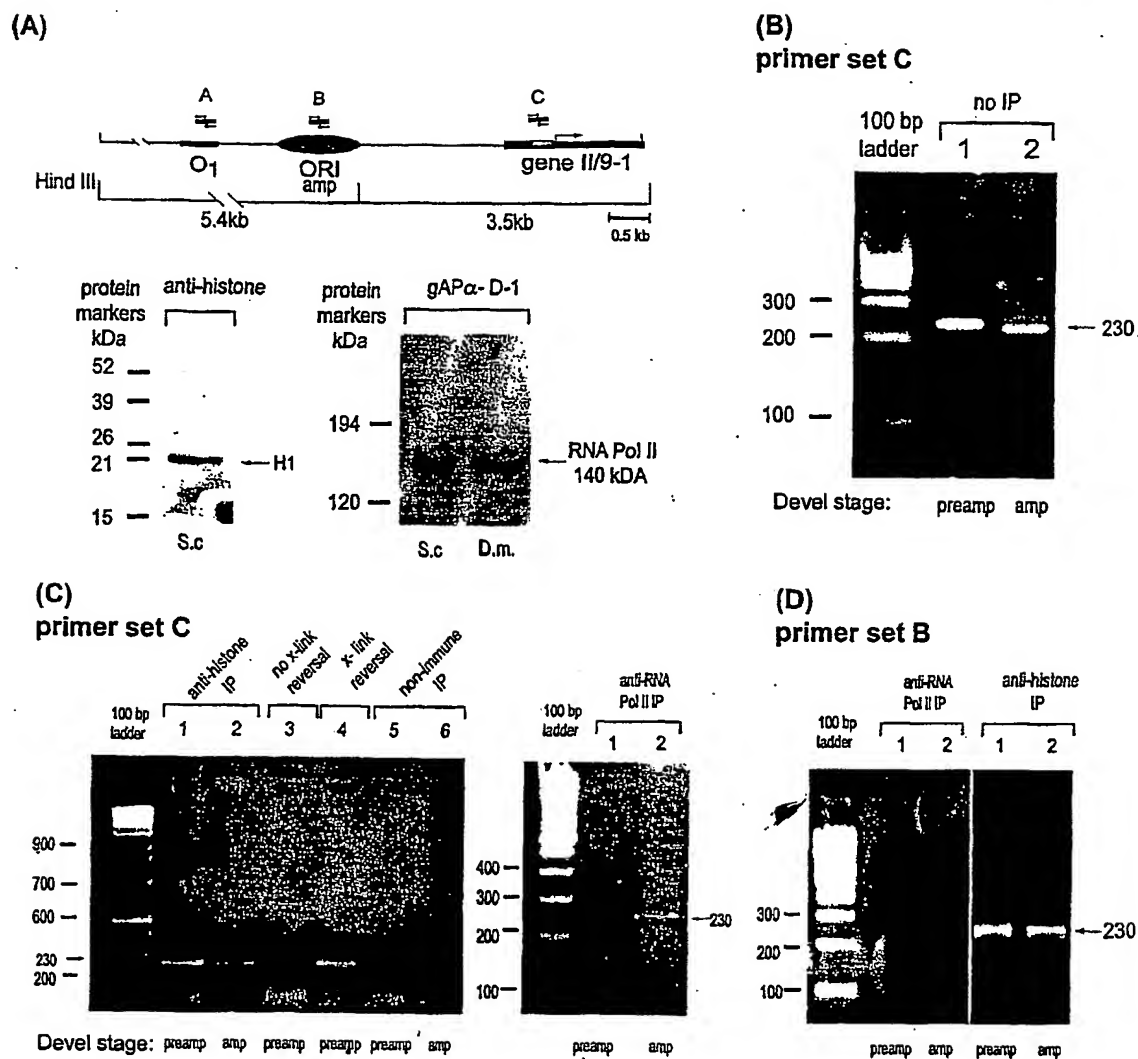 (A)
A
B
C
O1
ORI
amp
gene II/9-1
Hind III
5.4kb
3.5kb
0.5 kb
protein
markers
kDa
anti-histone
52
39
26
21
15
H1
S.c
protein
markers
kDa
gAPα- D-1
194
120
RNA Pol II
140 kDA
S.c
D.m.
(B)
primer set C
100 bp
ladder
no IP
1 2
300
200
100
230
Devel stage: preamp amp
(C)
primer set C
100 bp
ladder
anti-histone
IP
no x-link
reversal
x- link
reversal
non-immune
IP
1 2 3 4 5 6
900
700
600
230
200
Devel stage: preamp amp preamp preamp preamp amp
100 bp
ladder
anti-RNA
Pol II IP
1 2
400
300
200
100
230
preamp amp
(D)
primer set B
100 bp
ladder
anti-RNA
Pol II IP
1 2
anti-histone
IP
1 2
300
200
100
230
preamp amp preamp amp